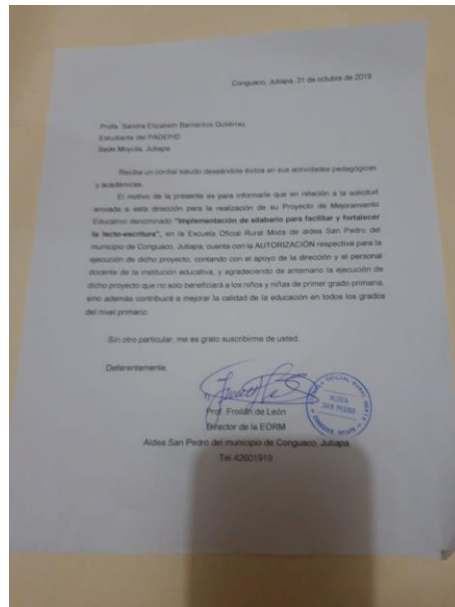 Conguaco, Jutiapa, 31 de octubre de 2019
Profa. Sandra Elizabeth Barrientos Gutiérrez
Estudiante del PADEP/D
Sede Moyuta, Jutiapa
Reciba un cordial saludo deseándole éxitos en sus actividades pedagógicas
y académicas.
El motivo de la presente es para informarle que en relación a la solicitud
enviada a esta dirección para la realización de su Proyecto de Mejoramiento
Educativo denominado "Implementación de silabario para facilitar y fortalecer
la lecto-escritura", en la Escuela Oficial Rural Mixta de aldea San Pedro del
municipio de Conguaco, Jutiapa, cuenta con la AUTORIZACIÓN respectiva para la
ejecución de dicho proyecto, contando con el apoyo de la dirección y el personal
docente de la institución educativa, y agradeciendo de antemano la ejecución de
dicho proyecto que no solo beneficiará a los niños y niñas de primer grado primaria,
sino además contribuirá a mejorar la calidad de la educación en todos los grados
del nivel primario.
Sin otro particular, me es grato suscribirme de usted.
Deferentemente,
Prof. Froilán de León
Director de la EORM
Aldea San Pedro del municipio de Conguaco, Jutiapa
Tel 42601919
OFICIAL RURAL MIXTA
ALDEA
SAN PEDRO